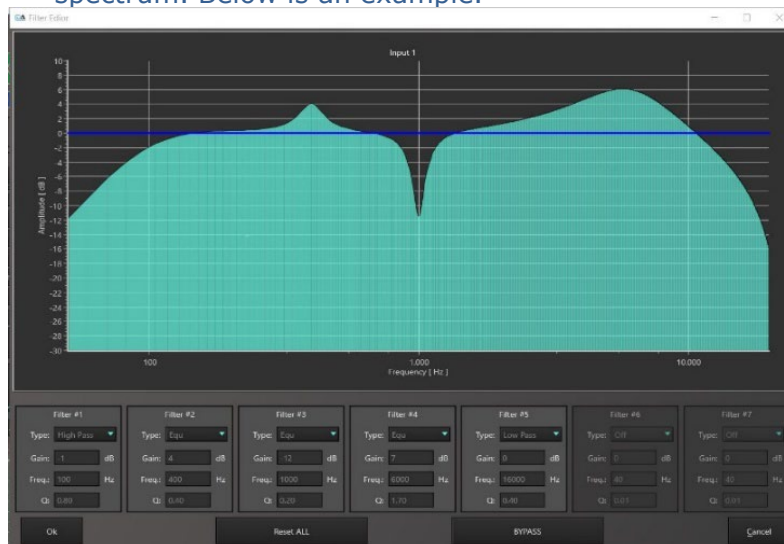 spectrum. Below is an example.
Filter Editor
Input 1
10
8
6
4
2
0
-2
-4
-6
-8
-10
-12
-14
-16
-18
-20
-22
-24
-26
-28
-30
Amplitude [ dB ]
100 1.000 10.000
Frequency [ Hz ]
Filter #1 Filter #2 Filter #3 Filter #4 Filter #5 Filter #6 Filter #7
Type: High Pass Type: Equ Type: Equ Type: Equ Type: Low Pass Type: Off Type: Off
Gain: -1 dB Gain: 4 dB Gain: -12 dB Gain: 7 dB Gain: 0 dB Gain: 0 dB Gain: 0 dB
Freq.: 100 Hz Freq.: 400 Hz Freq.: 1000 Hz Freq.: 6000 Hz Freq.: 16000 Hz Freq.: 40 Hz Freq.: 40 Hz
Q: 0.80 Q: 0.40 Q: 0.20 Q: 1.70 Q: 0.40 Q: 0.01 Q: 0.01
Ok Reset ALL BYPASS Cancel